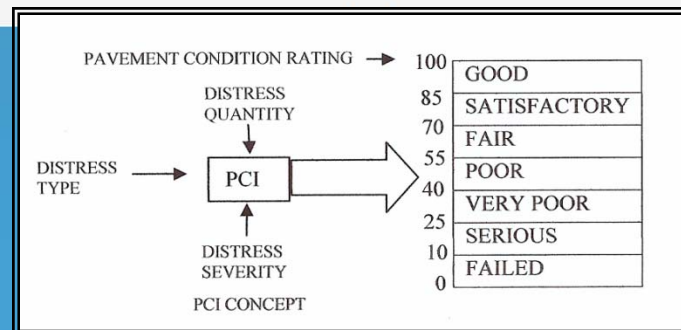 PAVEMENT CONDITION RATING
DISTRESS
QUANTITY
DISTRESS
TYPE
PCI
DISTRESS
SEVERITY
PCI CONCEPT
100
GOOD
85
SATISFACTORY
70
FAIR
55
POOR
40
VERY POOR
25
SERIOUS
10
FAILED
0